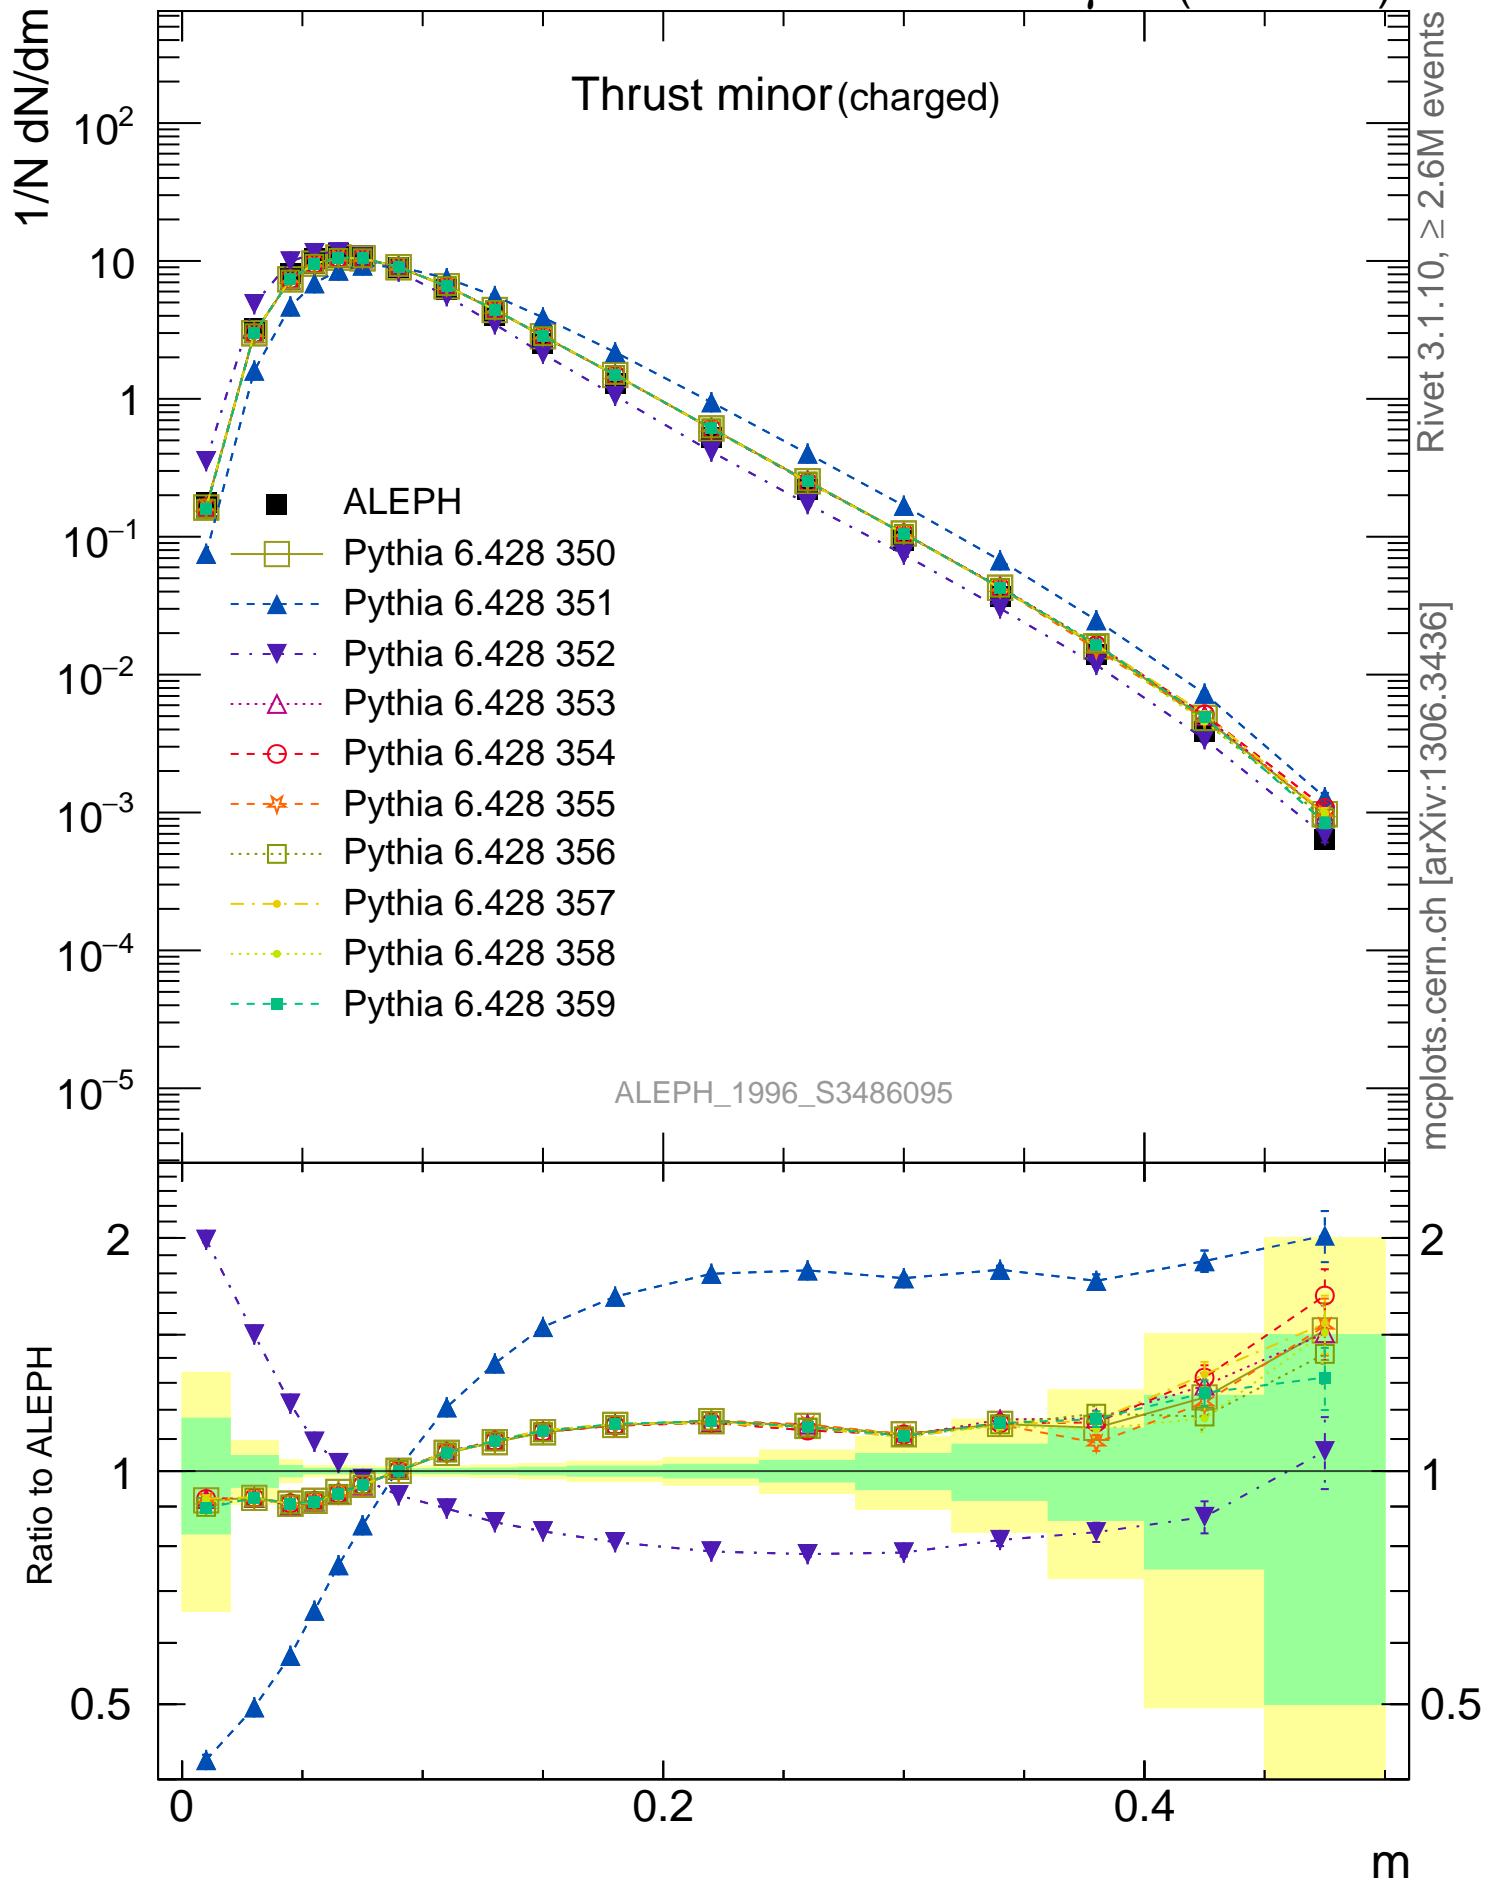 Thrust minor (charged)
1/N dN/dm
10²
10
1
10⁻¹
10⁻²
10⁻³
10⁻⁴
10⁻⁵
ALEPH
Pythia 6.428 350
Pythia 6.428 351
Pythia 6.428 352
Pythia 6.428 353
Pythia 6.428 354
Pythia 6.428 355
Pythia 6.428 356
Pythia 6.428 357
Pythia 6.428 358
Pythia 6.428 359
ALEPH_1996_S3486095
Rivet 3.1.10, ≥ 2.6M events
mcplots.cern.ch [arXiv:1306.3436]
Ratio to ALEPH
2
1
0.5
2
1
0.5
0
0.2
0.4
m